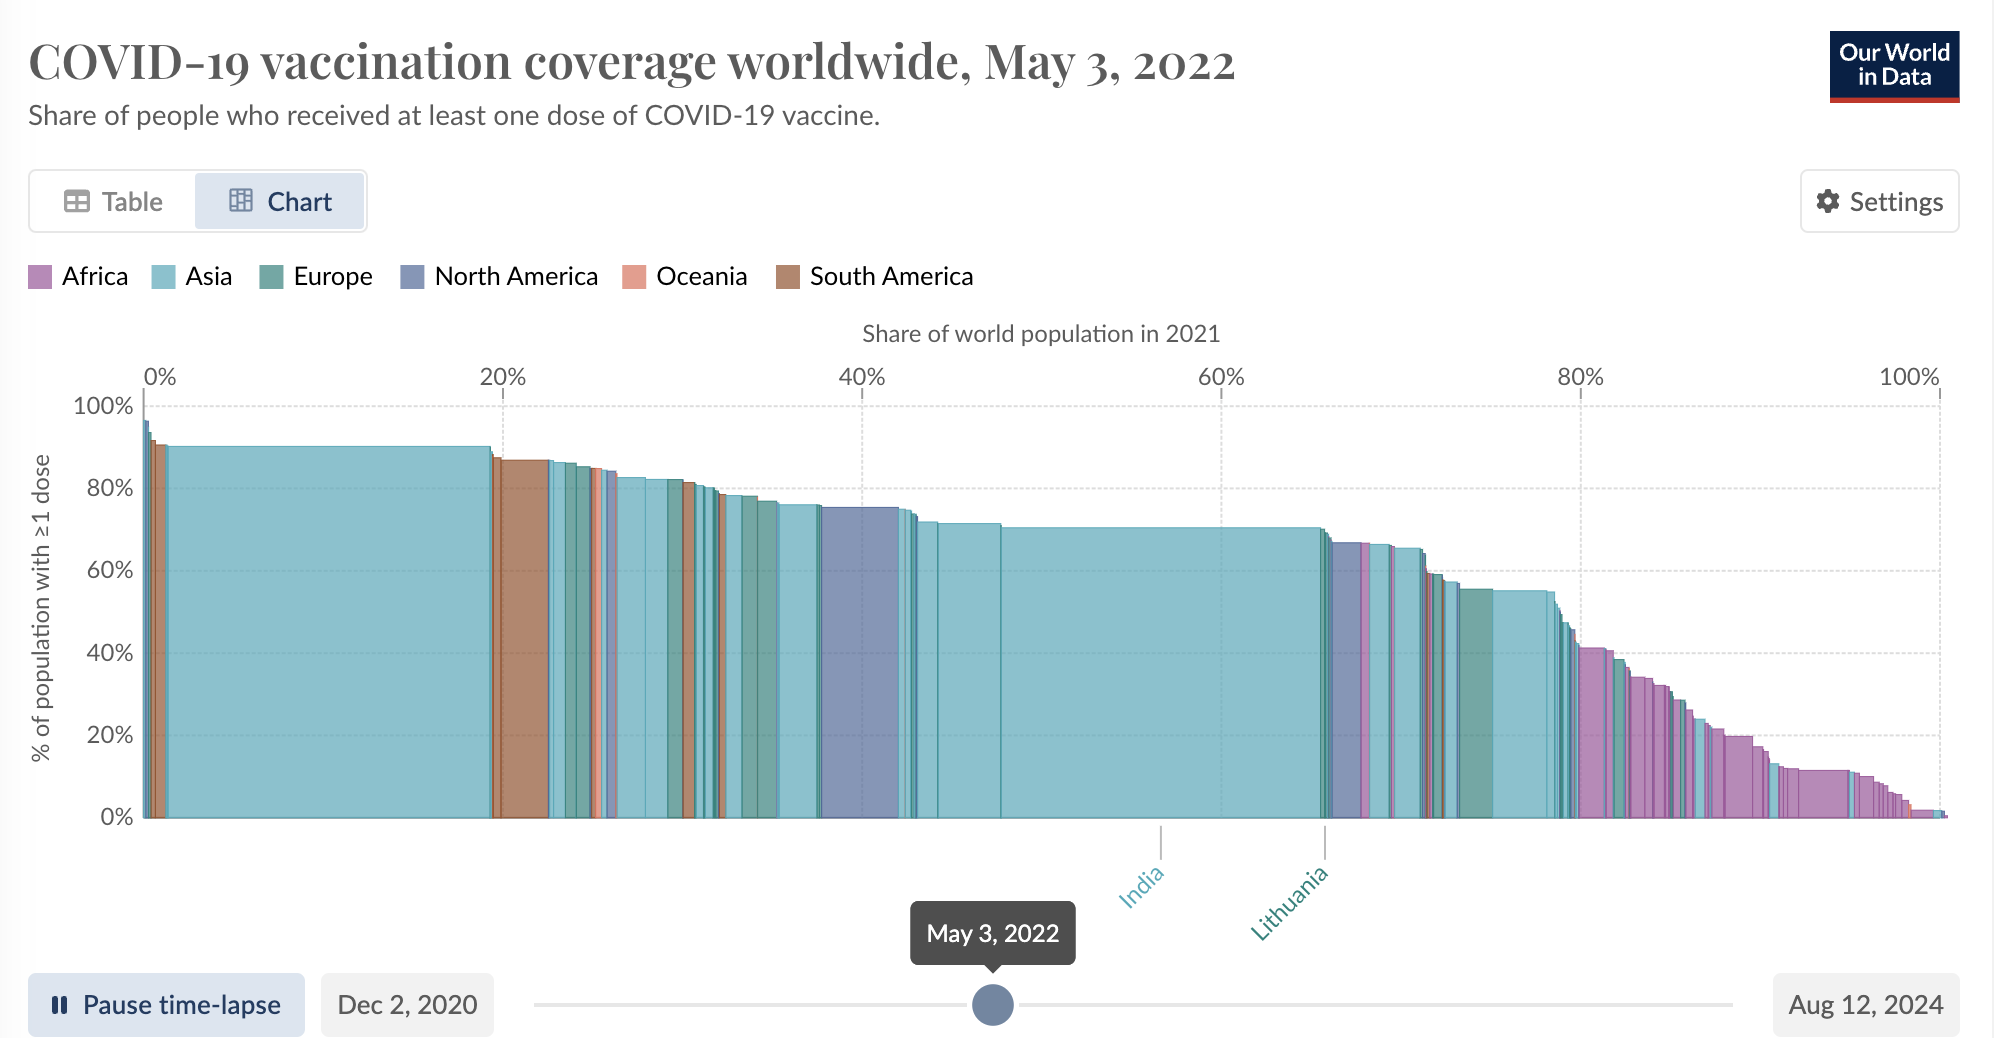 COVID-19 vaccination coverage worldwide, May 3, 2022
Our World
in Data
Share of people who received at least one dose of COVID-19 vaccine.
Table
Chart
Settings
Africa
Asia
Europe
North America
Oceania
South America
Share of world population in 2021
0%
20%
40%
60%
80%
100%
% of population with ≥1 dose
100%
80%
60%
40%
20%
0%
India
Lithuania
May 3, 2022
Pause time-lapse
Dec 2, 2020
Aug 12, 2024